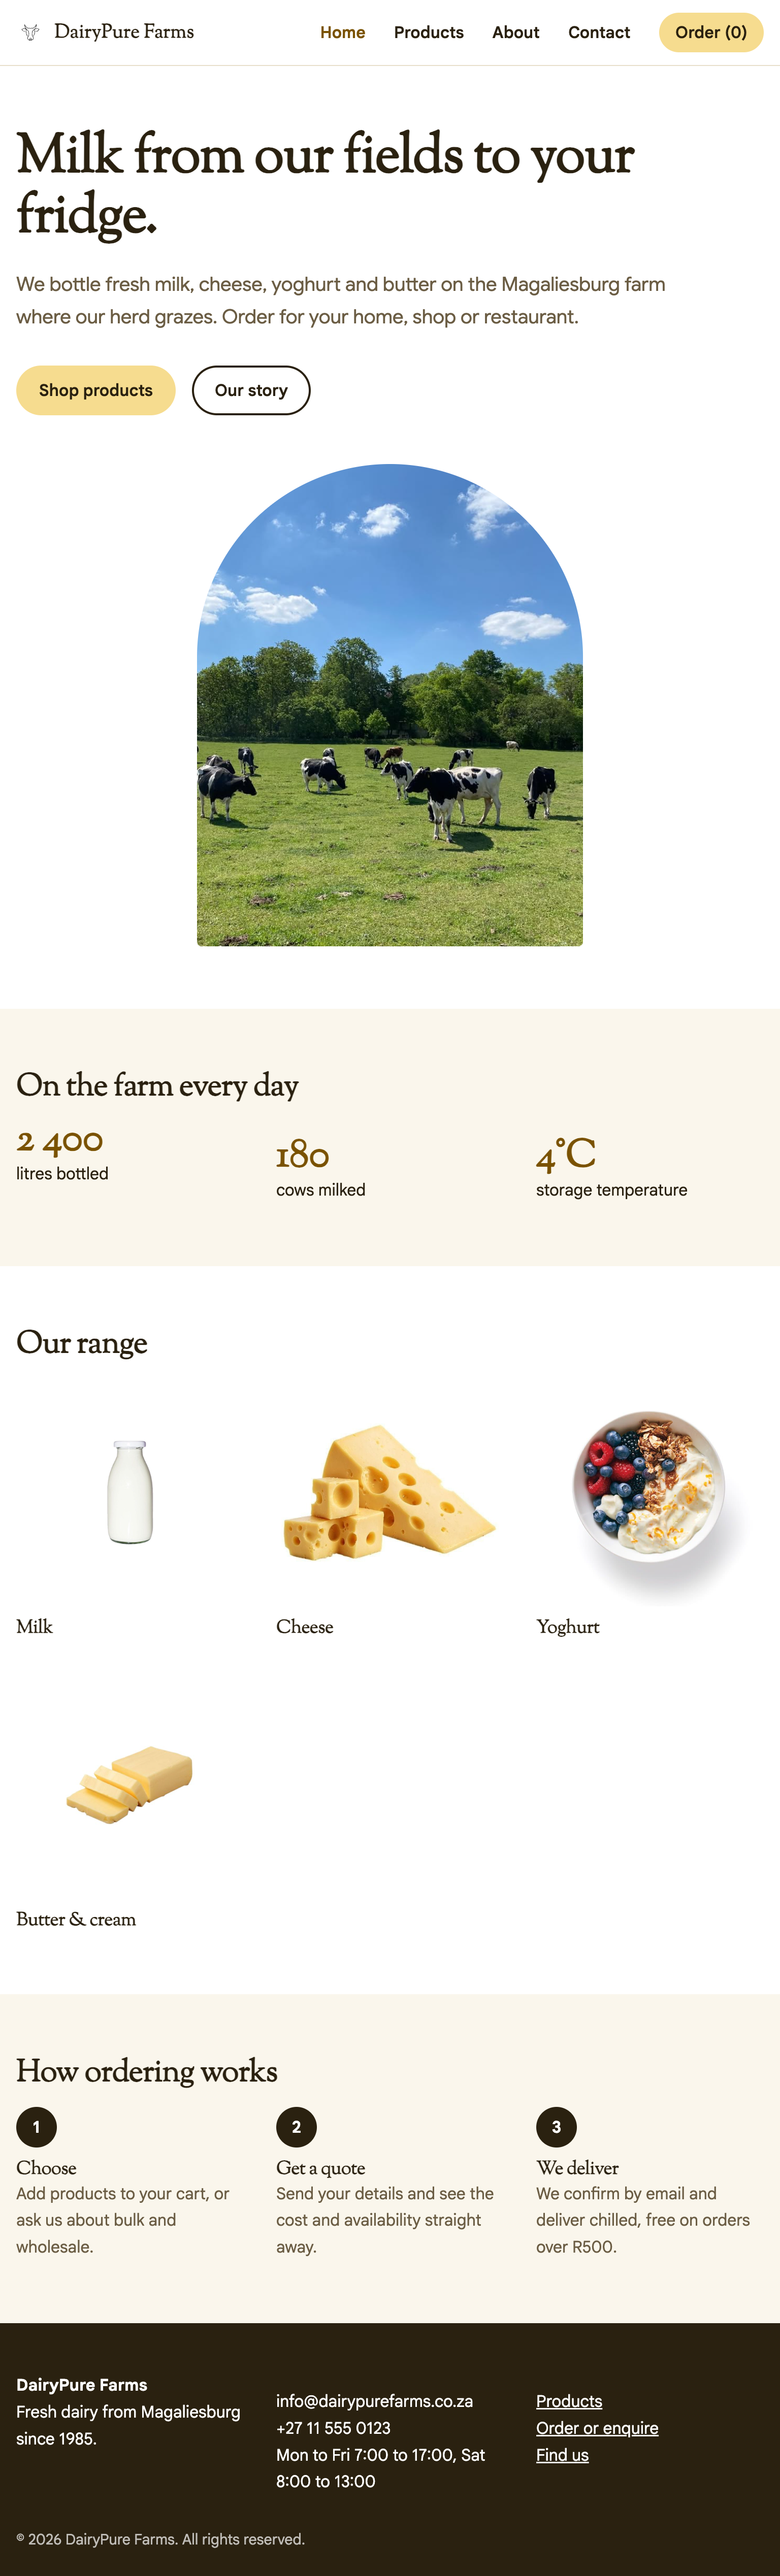 DairyPure Farms
Home
Products
About
Contact
Order (0)
Milk from our fields to your
fridge.
We bottle fresh milk, cheese, yoghurt and butter on the Magaliesburg farm
where our herd grazes. Order for your home, shop or restaurant.
Shop products
Our story
On the farm every day
2 400
litres bottled
180
cows milked
4°C
storage temperature
Our range
Milk
Cheese
Yoghurt
Butter & cream
How ordering works
1
Choose
Add products to your cart, or
ask us about bulk and
wholesale.
2
Get a quote
Send your details and see the
cost and availability straight
away.
3
We deliver
We confirm by email and
deliver chilled, free on orders
over R500.
DairyPure Farms
Fresh dairy from Magaliesburg
since 1985.
info@dairypurefarms.co.za
+27 11 555 0123
Mon to Fri 7:00 to 17:00, Sat
8:00 to 13:00
Products
Order or enquire
Find us
© 2026 DairyPure Farms. All rights reserved.